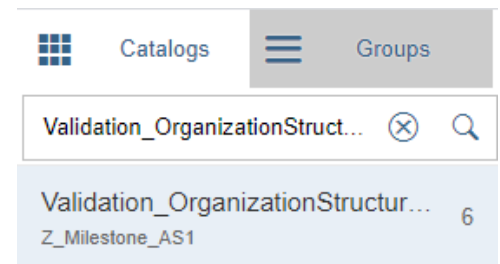 Catalogs Groups
Validation_OrganizationStruct...
Validation_OrganizationStructur... 6
Z_Milestone_AS1